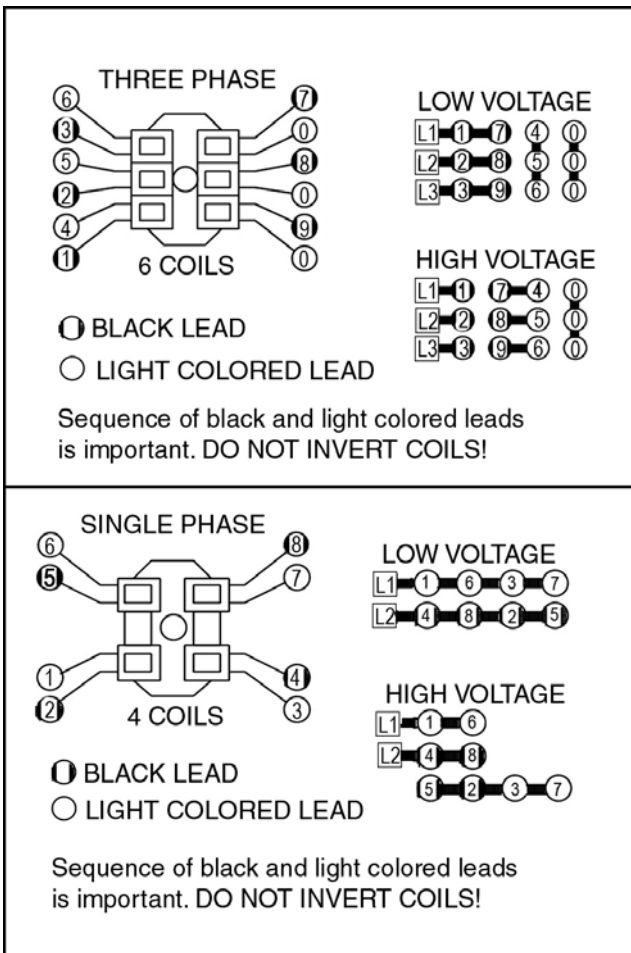 THREE PHASE
6
3
5
2
4
1
7
0
8
0
9
0
6 COILS
BLACK LEAD
LIGHT COLORED LEAD
LOW VOLTAGE
L1 1 7 4 0
L2 2 8 5 0
L3 3 9 6 0
HIGH VOLTAGE
L1 1 7 4 0
L2 2 8 5 0
L3 3 9 6 0
Sequence of black and light colored leads
is important. DO NOT INVERT COILS!
SINGLE PHASE
6
5
1
2
8
7
4
3
4 COILS
BLACK LEAD
LIGHT COLORED LEAD
LOW VOLTAGE
L1 1 6 3 7
L2 4 8 2 5
HIGH VOLTAGE
L1 1 6
L2 4 8
5 2 3 7
Sequence of black and light colored leads
is important. DO NOT INVERT COILS!